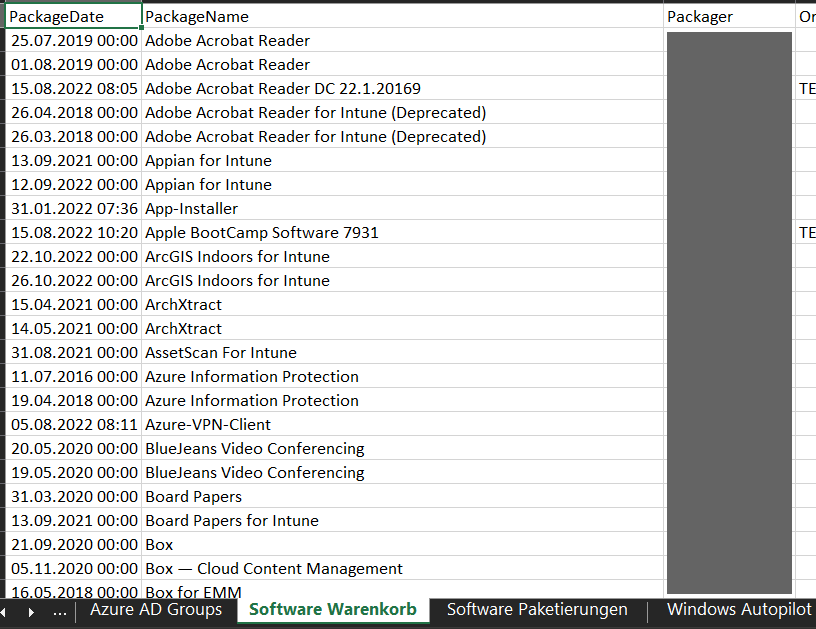 PackageDate PackageName Packager Or
25.07.2019 00:00 Adobe Acrobat Reader
01.08.2019 00:00 Adobe Acrobat Reader
15.08.2022 08:05 Adobe Acrobat Reader DC 22.1.20169 TE
26.04.2018 00:00 Adobe Acrobat Reader for Intune (Deprecated)
26.03.2018 00:00 Adobe Acrobat Reader for Intune (Deprecated)
13.09.2021 00:00 Appian for Intune
12.09.2022 00:00 Appian for Intune
31.01.2022 07:36 App-Installer
15.08.2022 10:20 Apple BootCamp Software 7931 TE
22.10.2022 00:00 ArcGIS Indoors for Intune
26.10.2022 00:00 ArcGIS Indoors for Intune
15.04.2021 00:00 ArchXtract
14.05.2021 00:00 ArchXtract
31.08.2021 00:00 AssetScan For Intune
11.07.2016 00:00 Azure Information Protection
19.04.2018 00:00 Azure Information Protection
05.08.2022 08:11 Azure-VPN-Client
20.05.2020 00:00 BlueJeans Video Conferencing
19.05.2020 00:00 BlueJeans Video Conferencing
31.03.2020 00:00 Board Papers
13.09.2021 00:00 Board Papers for Intune
21.09.2020 00:00 Box
05.11.2020 00:00 Box — Cloud Content Management
16.05.2018 00:00 Box for EMM
... Azure AD Groups Software Warenkorb Software Paketierungen Windows Autopilot